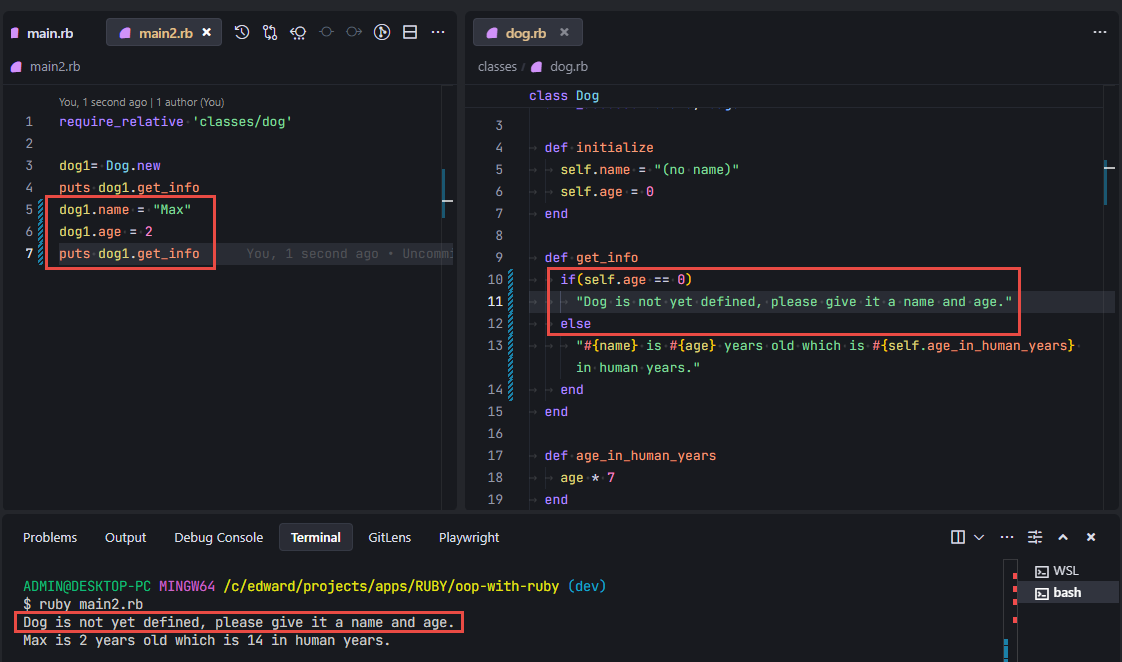 main.rb
main2.rb
main2.rb
You, 1 second ago | 1 author (You)
1 require_relative 'classes/dog'
2
3 dog1= Dog.new
4 puts dog1.get_info
5 dog1.name = "Max"
6 dog1.age = 2
7 puts dog1.get_info You, 1 second ago • Uncommi
dog.rb
classes / dog.rb
class Dog
3
4 def initialize
5 self.name = "(no name)"
6 self.age = 0
7 end
8
9 def get_info
10 if(self.age == 0)
11 "Dog is not yet defined, please give it a name and age."
12 else
13 "#{name} is #{age} years old which is #{self.age_in_human_years}
in human years."
14 end
15 end
16
17 def age_in_human_years
18 age * 7
19 end
Problems Output Debug Console Terminal GitLens Playwright
ADMIN@DESKTOP-PC MINGW64 /c/edward/projects/apps/RUBY/oop-with-ruby (dev)
$ ruby main2.rb
Dog is not yet defined, please give it a name and age.
Max is 2 years old which is 14 in human years.
WSL
bash